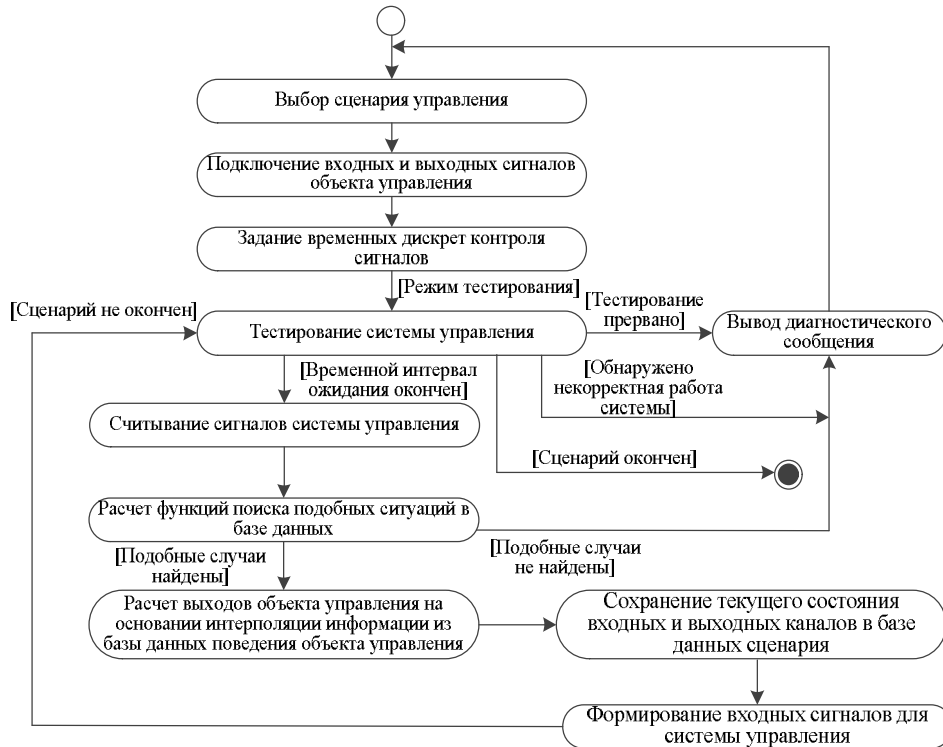 Выбор сценария управления
Подключение входных и выходных сигналов
объекта управления
Задание временных дискрет контроля
сигналов
[Режим тестирования]
[Сценарий не окончен]
Тестирование системы управления
[Тестирование
прервано]
Вывод диагностического
сообщения
[Временной интервал
ожидания окончен]
[Обнаружено
некорректная работа
системы]
Считывание сигналов системы управления
[Сценарий окончен]
Расчет функций поиска подобных ситуаций в
базе данных
[Подобные случаи
найдены]
[Подобные случаи
не найдены]
Расчет выходов объекта управления на
основании интерполяции информации из
базы данных поведения объекта управления
Сохранение текущего состояния
входных и выходных каналов в базе
данных сценария
Формирование входных сигналов для
системы управления